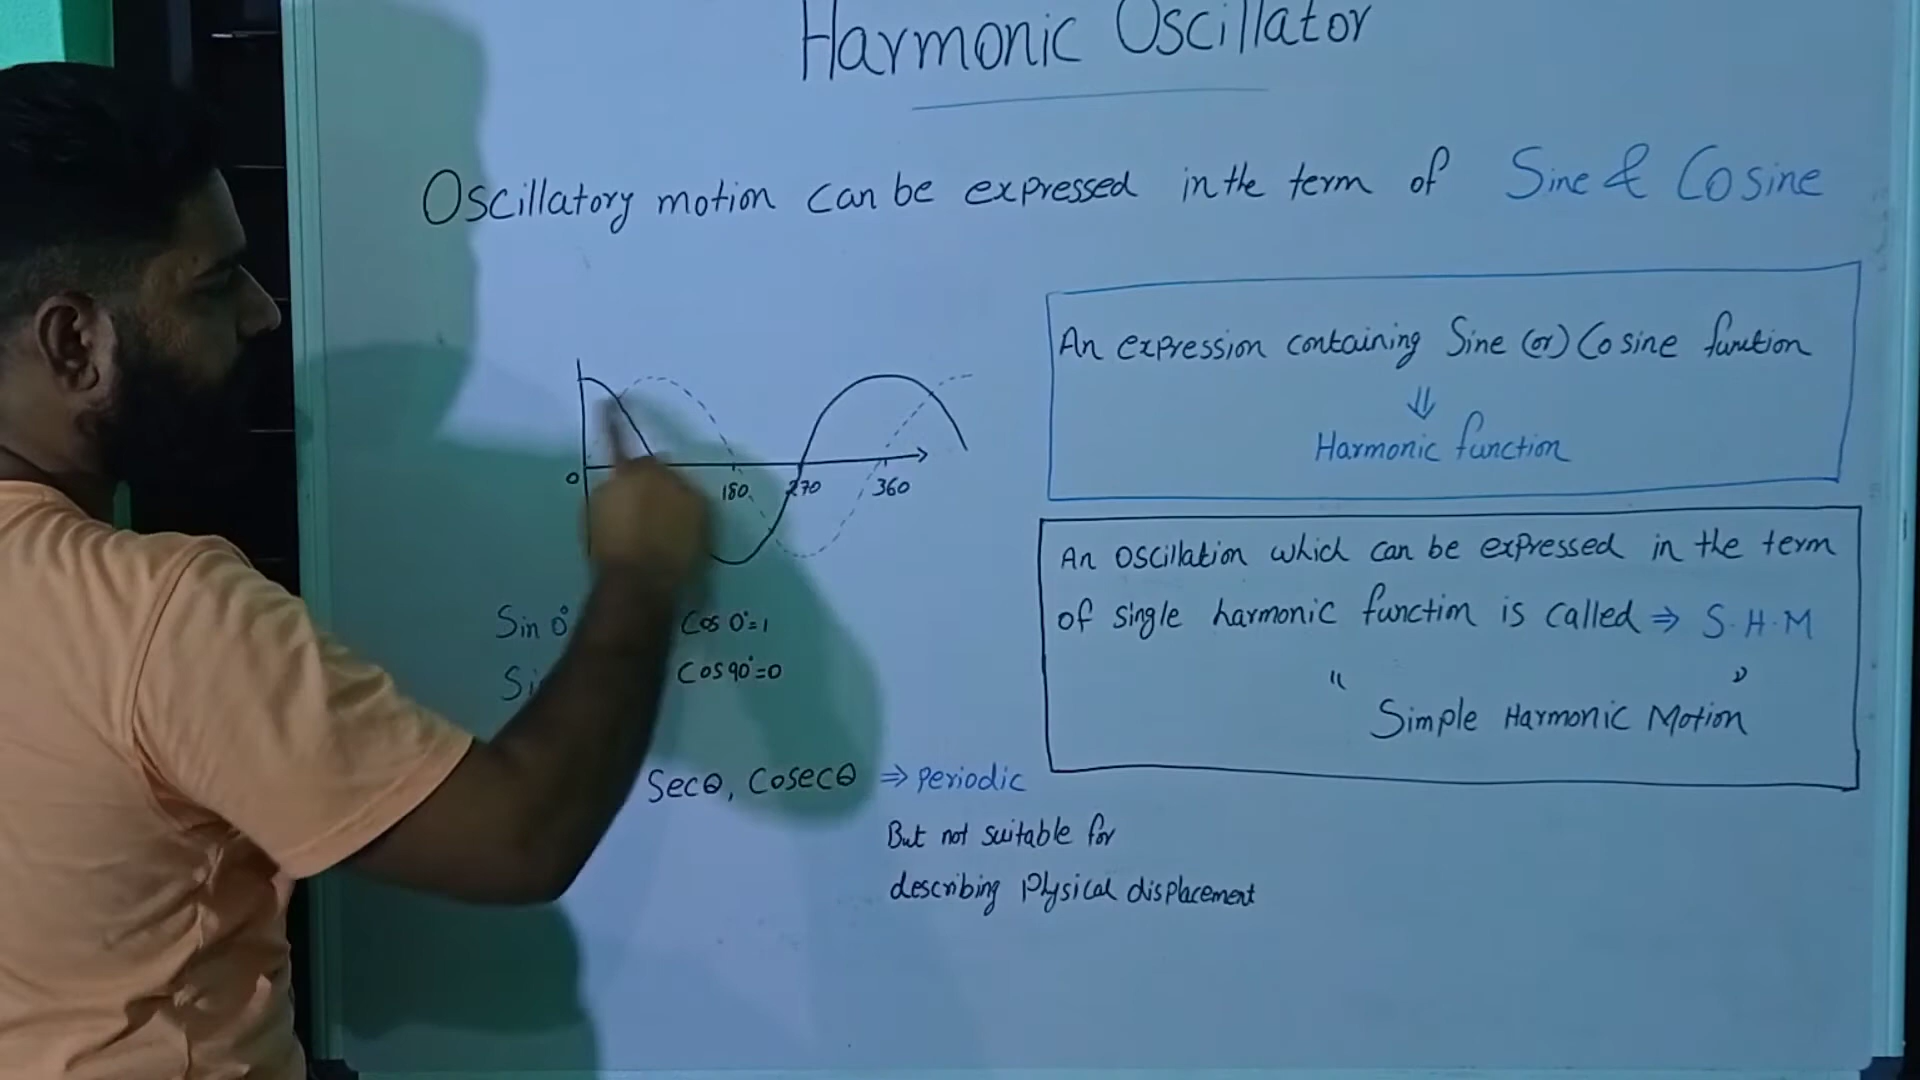 Harmonic Oscillator
Oscillatory motion can be expressed in the term of Sine & Cosine
An expression containing Sine (or) Cosine function
⇓
Harmonic function
0 180 270 360
An oscillation which can be expressed in the term
of single harmonic function is called ⇒ S.H.M
"Simple Harmonic Motion"
Sin 0° Cos 0°=1
Si Cos 90°=0
Secθ, Cosecθ ⇒ periodic
But not suitable for
describing physical displacement